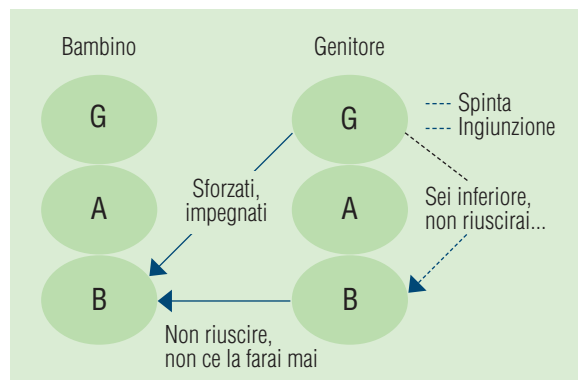 Bambino
Genitore
G
G
---- Spinta
---- Ingiunzione
Sforzati,
impegnati
A
A
Sei inferiore,
non riuscirai...
B
B
Non riuscire,
non ce la farai mai